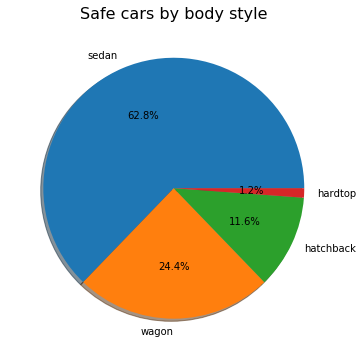 Safe cars by body style
sedan
62.8%
1.2%
hardtop
11.6%
hatchback
24.4%
wagon